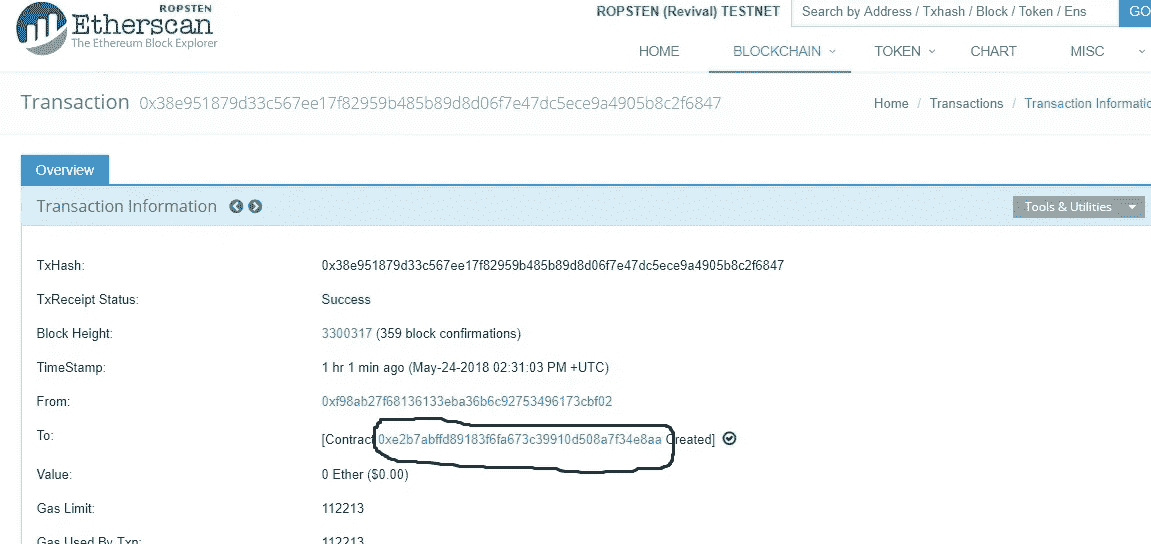 ROPSTEN
Etherscan
The Ethereum Block Explorer
ROPSTEN (Revival) TESTNET
Search by Address / Txhash / Block / Token / Ens
GO
HOME BLOCKCHAIN TOKEN CHART MISC
Transaction 0x38e951879d33c567ee17f82959b485b89d8d06f7e47dc5ece9a4905b8c2f6847
Home / Transactions / Transaction Informatio
Overview
Transaction Information
Tools & Utilities
TxHash: 0x38e951879d33c567ee17f82959b485b89d8d06f7e47dc5ece9a4905b8c2f6847
TxReceipt Status: Success
Block Height: 3300317 (359 block confirmations)
TimeStamp: 1 hr 1 min ago (May-24-2018 02:31:03 PM +UTC)
From: 0xf98ab27f68136133eba36b6c92753496173cbf02
To: [Contract 0xe2b7abffd89183f6fa673c39910d508a7f34e8aa Created]
Value: 0 Ether ($0.00)
Gas Limit: 112213
Gas Used By Txn: 112213